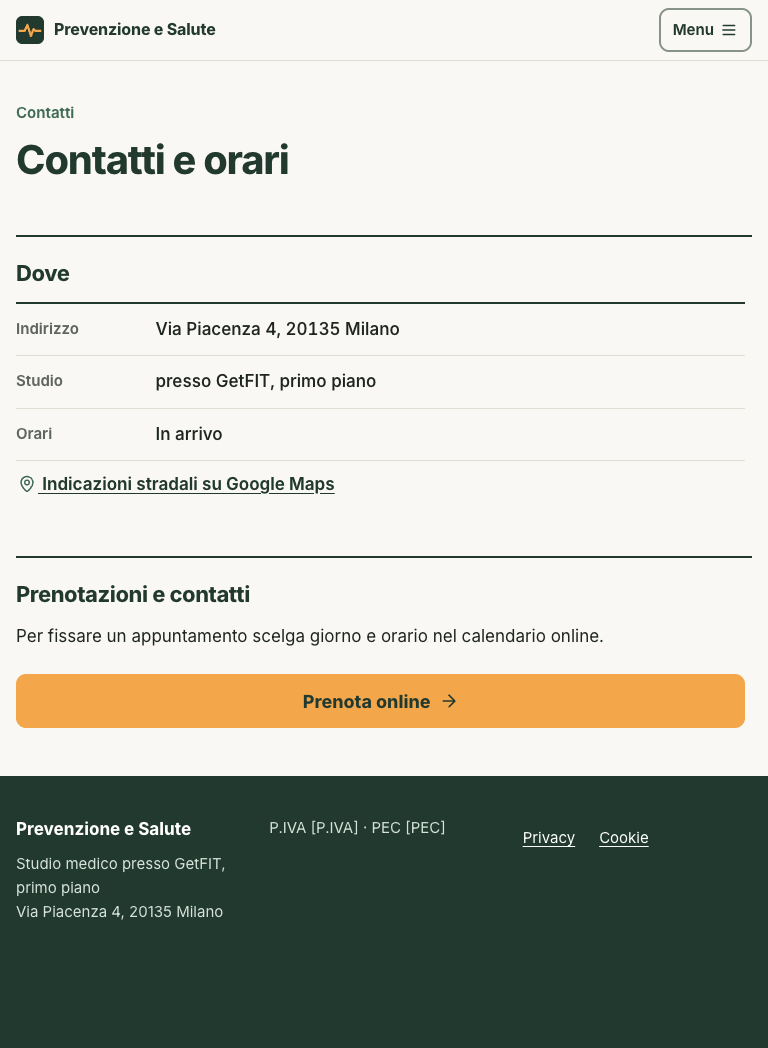 Prevenzione e Salute
Menu
Contatti
Contatti e orari
Dove
Indirizzo Via Piacenza 4, 20135 Milano
Studio presso GetFIT, primo piano
Orari In arrivo
Indicazioni stradali su Google Maps
Prenotazioni e contatti
Per fissare un appuntamento scelga giorno e orario nel calendario online.
Prenota online →
Prevenzione e Salute
Studio medico presso GetFIT,
primo piano
Via Piacenza 4, 20135 Milano
P.IVA [P.IVA] · PEC [PEC]
Privacy Cookie